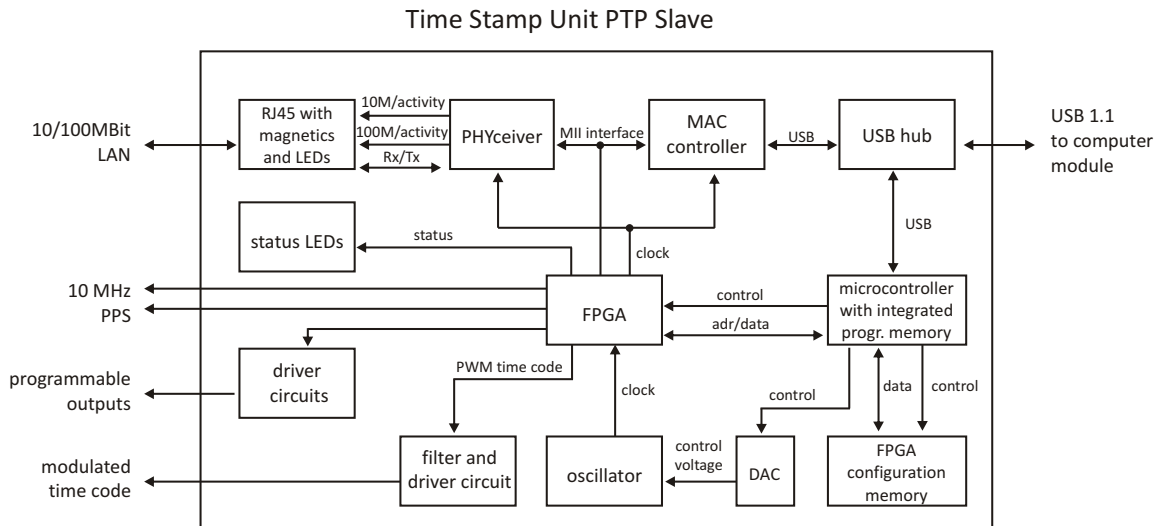 Time Stamp Unit PTP Slave
10/100MBit
LAN
RJ45 with
magnetics
and LEDs
10M/activity
100M/activity
Rx/Tx
PHYceiver
MII interface
MAC
controller
USB
USB hub
USB 1.1
to computer
module
status LEDs
status
clock
USB
10 MHz
PPS
FPGA
control
adr/data
microcontroller
with integrated
progr. memory
programmable
outputs
driver
circuits
PWM time code
clock
control
data
control
modulated
time code
filter and
driver circuit
oscillator
control
voltage
DAC
FPGA
configuration
memory